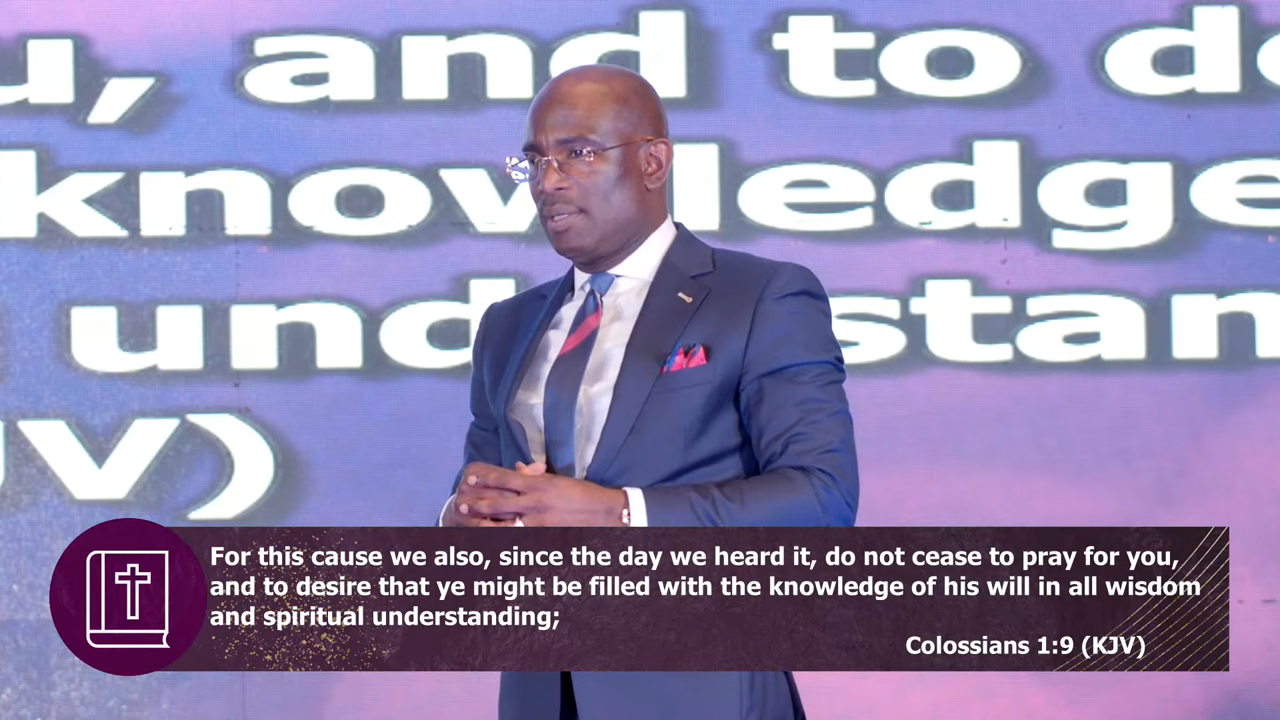 u, and to d
knowledge
understan
JV)
For this cause we also, since the day we heard it, do not cease to pray for you,
and to desire that ye might be filled with the knowledge of his will in all wisdom
and spiritual understanding;
Colossians 1:9 (KJV)